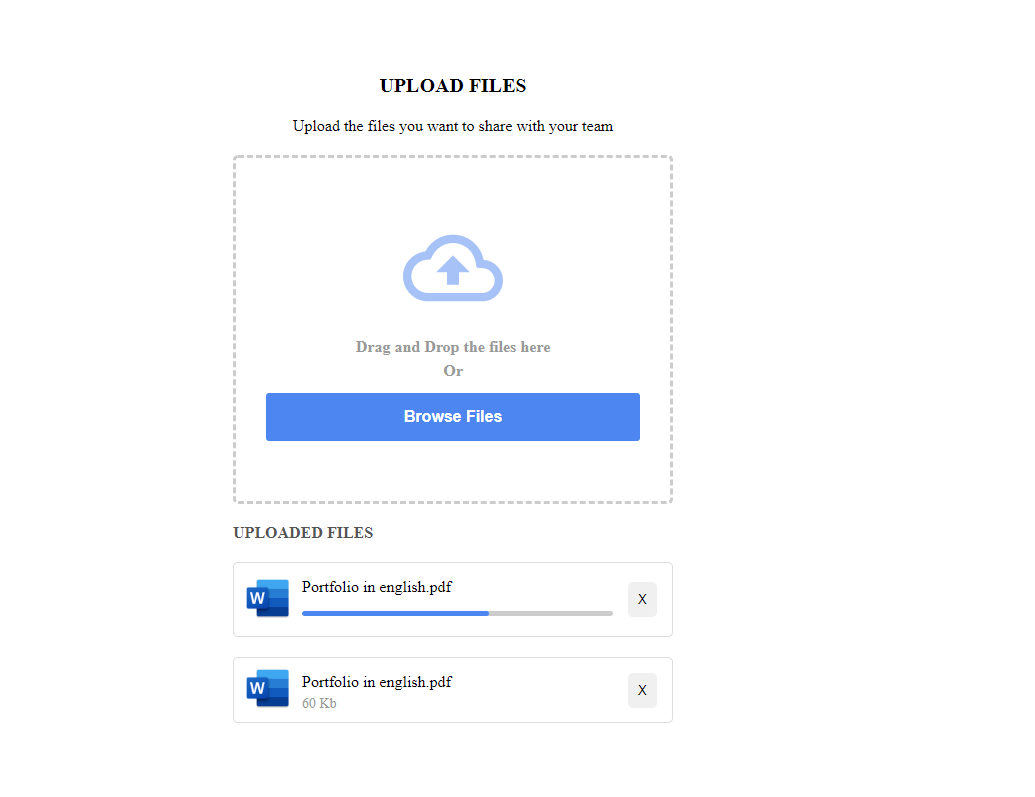 UPLOAD FILES
Upload the files you want to share with your team
Drag and Drop the files here
Or
Browse Files
UPLOADED FILES
W
Portfolio in english.pdf
X
W
Portfolio in english.pdf
60 Kb
X